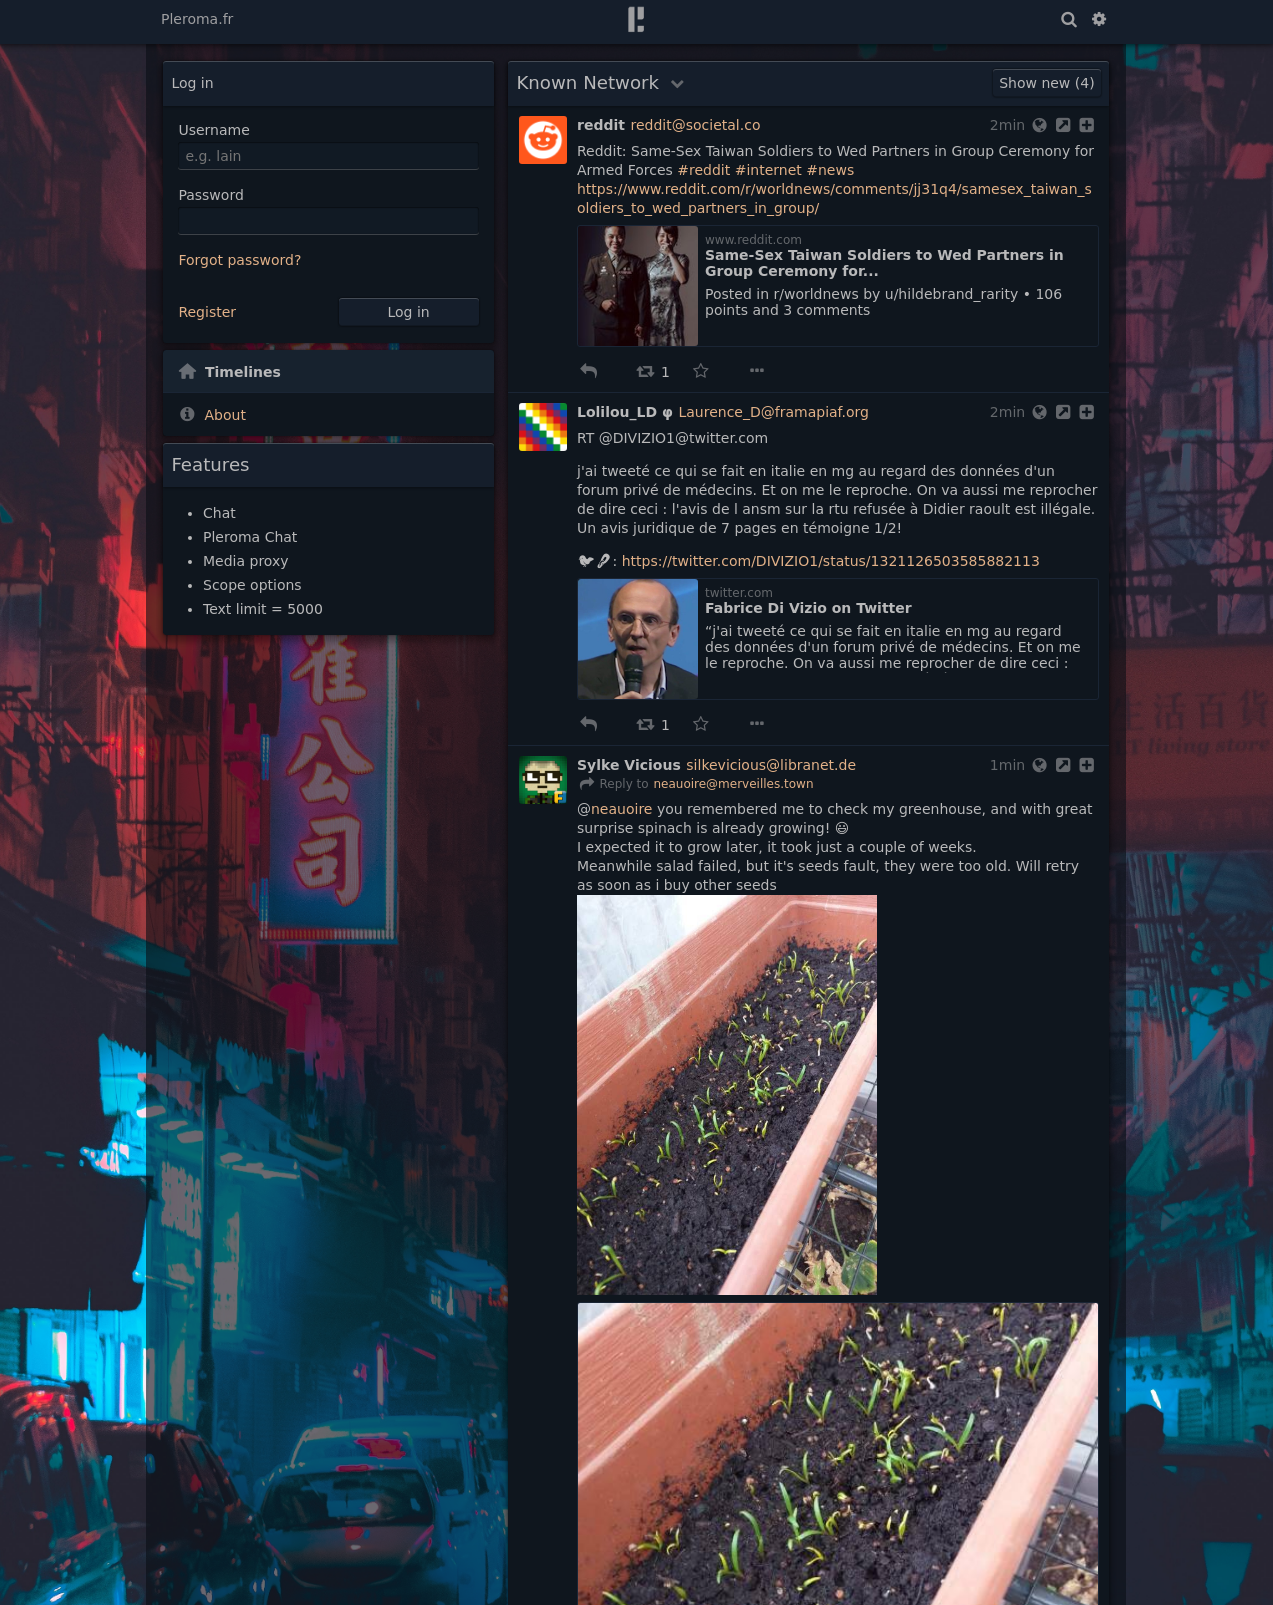 Pleroma.fr
Log in
Username
e.g. lain
Password
Forgot password?
Register
Log in
Timelines
About
Features
Chat
Pleroma Chat
Media proxy
Scope options
Text limit = 5000
雀
公
司
Known Network
Show new (4)
reddit reddit@societal.co
2min
Reddit: Same-Sex Taiwan Soldiers to Wed Partners in Group Ceremony for
Armed Forces #reddit #internet #news
https://www.reddit.com/r/worldnews/comments/jj31q4/samesex_taiwan_s
oldiers_to_wed_partners_in_group/
www.reddit.com
Same-Sex Taiwan Soldiers to Wed Partners in
Group Ceremony for...
Posted in r/worldnews by u/hildebrand_rarity • 106
points and 3 comments
1
Lolilou_LD φ Laurence_D@framapiaf.org
2min
RT @DIVIZIO1@twitter.com
j'ai tweeté ce qui se fait en italie en mg au regard des données d'un
forum privé de médecins. Et on me le reproche. On va aussi me reprocher
de dire ceci : l'avis de l ansm sur la rtu refusée à Didier raoult est illégale.
Un avis juridique de 7 pages en témoigne 1/2!
🐦🔗: https://twitter.com/DIVIZIO1/status/1321126503585882113
twitter.com
Fabrice Di Vizio on Twitter
“j'ai tweeté ce qui se fait en italie en mg au regard
des données d'un forum privé de médecins. Et on me
le reproche. On va aussi me reprocher de dire ceci :
1
Sylke Vicious silkevicious@libranet.de
1min
Reply to neauoire@merveilles.town
@neauoire you remembered me to check my greenhouse, and with great
surprise spinach is already growing! 😃
I expected it to grow later, it took just a couple of weeks.
Meanwhile salad failed, but it's seeds fault, they were too old. Will retry
as soon as i buy other seeds
生活百貨
living store